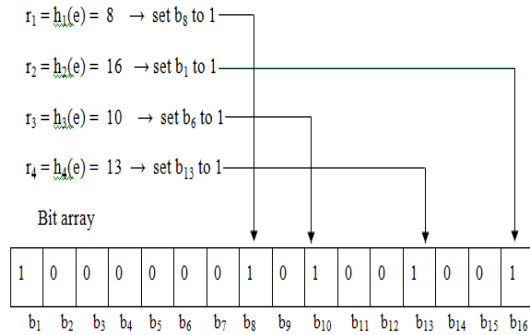 r₁ = h₁(e) = 8 → set b₈ to 1
r₂ = h₂(e) = 16 → set b₁ to 1
r₃ = h₃(e) = 10 → set b₆ to 1
r₄ = h₄(e) = 13 → set b₁₃ to 1
Bit array
1 0 0 0 0 0 0 1 0 1 0 0 1 0 0 1
b₁ b₂ b₃ b₄ b₅ b₆ b₇ b₈ b₉ b₁₀ b₁₁ b₁₂ b₁₃ b₁₄ b₁₅ b₁₆